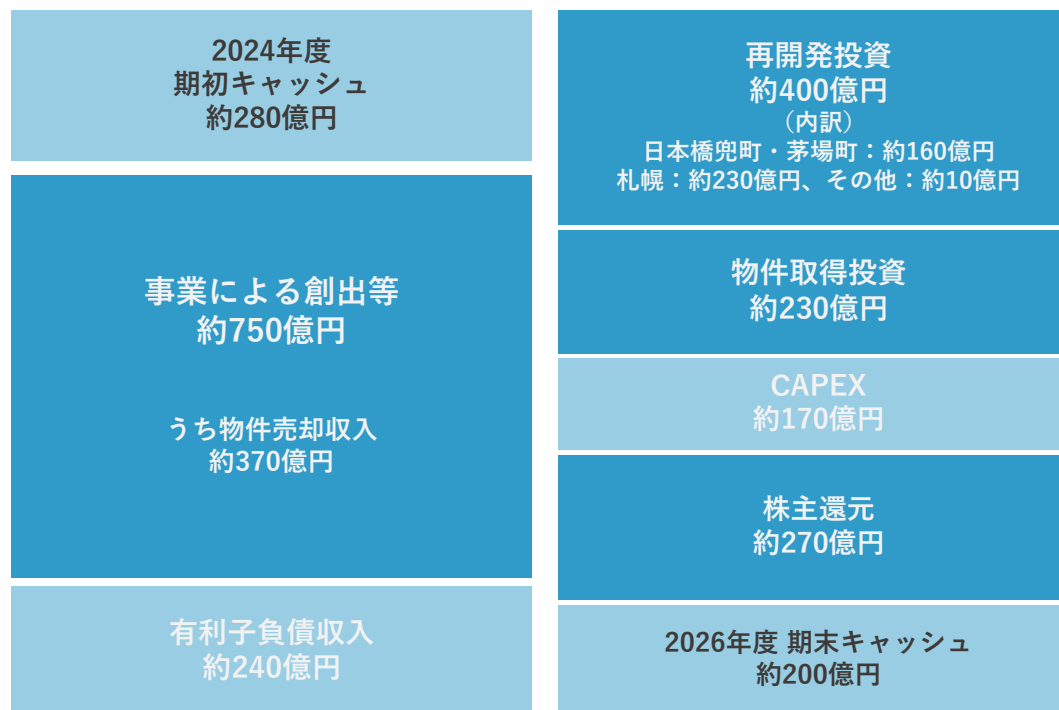 2024年度
期初キャッシュ
約280億円
事業による創出等
約750億円
うち物件売却収入
約370億円
有利子負債収入
約240億円
再開発投資
約400億円
（内訳）
日本橋兜町・茅場町：約160億円
札幌：約230億円、その他：約10億円
物件取得投資
約230億円
CAPEX
約170億円
株主還元
約270億円
2026年度 期末キャッシュ
約200億円